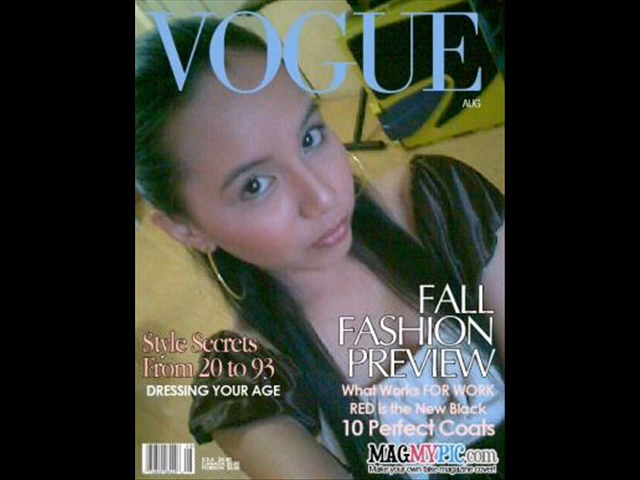 VOGUE
AUG
FALL
FASHION
PREVIEW
Style Secrets
From 20 to 93
DRESSING YOUR AGE
What Works FOR WORK
RED is the New Black
10 Perfect Coats
MAGMYPIC.com
Make your own fake magazine cover!